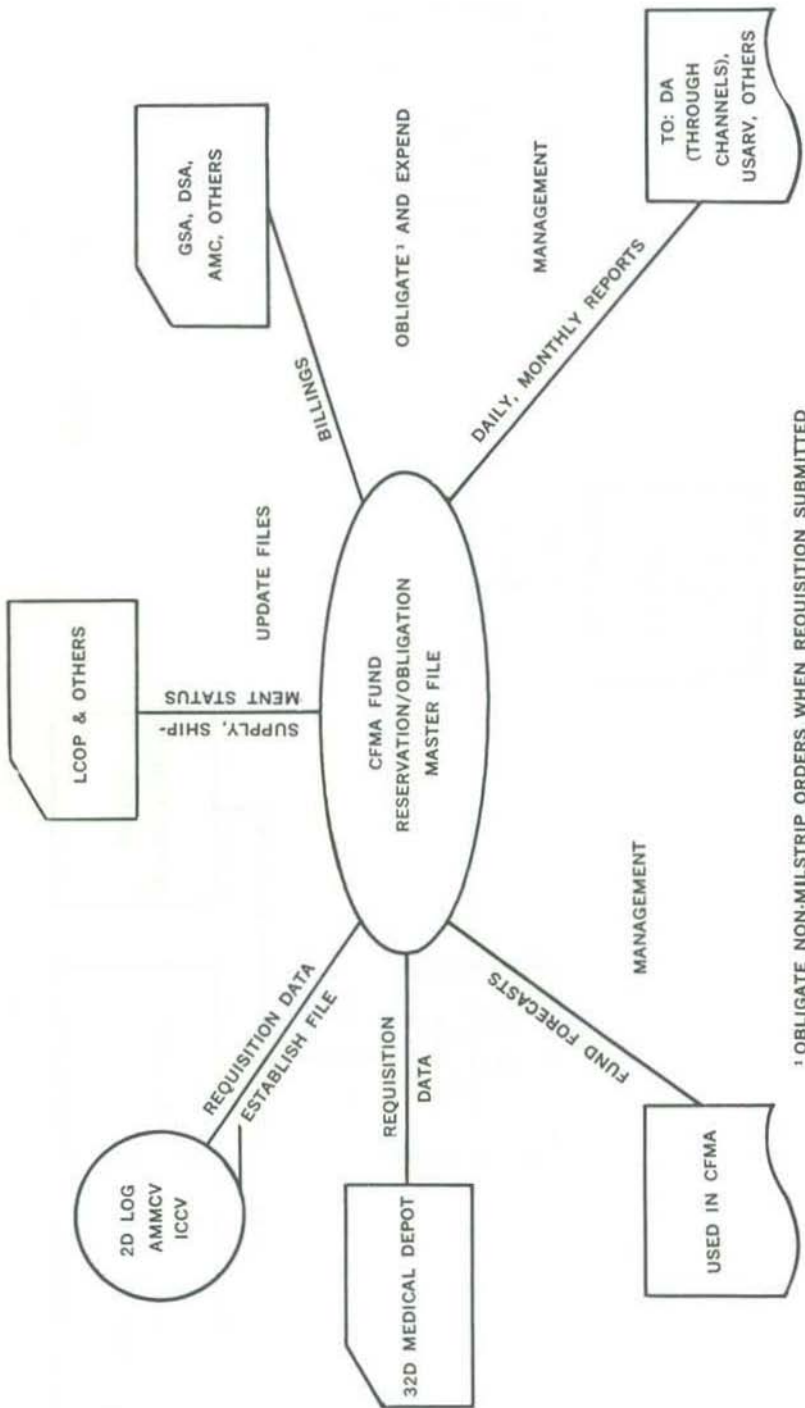 LCOP & OTHERS
SUPPLY, SHIP-
MENT STATUS
UPDATE FILES
2D LOG
AMMCV
ICCV
REQUISITION DATA
ESTABLISH FILE
GSA, DSA,
AMC, OTHERS
BILLINGS
OBLIGATE¹ AND EXPEND
32D MEDICAL DEPOT
REQUISITION
DATA
CFMA FUND
RESERVATION/OBLIGATION
MASTER FILE
MANAGEMENT
USED IN CFMA
FUND FORECASTS
MANAGEMENT
DAILY, MONTHLY REPORTS
TO: DA
(THROUGH
CHANNELS),
USARV, OTHERS
¹ OBLIGATE NON-MILSTRIP ORDERS WHEN REQUISITION SUBMITTED